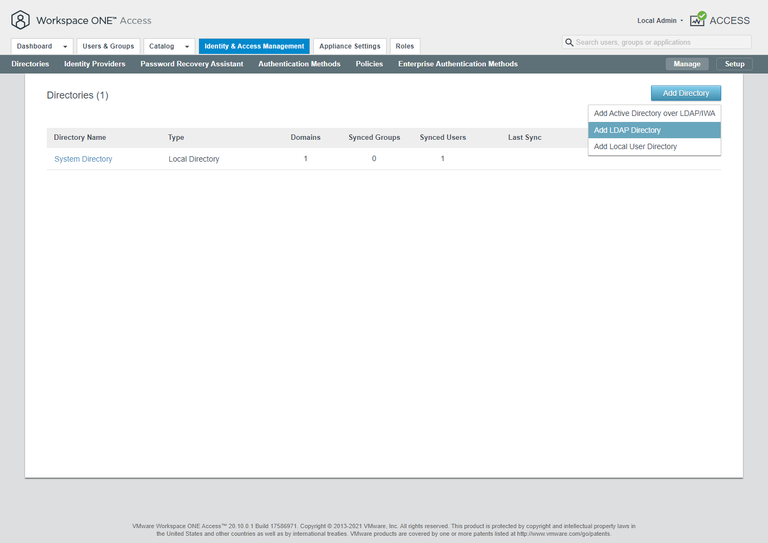 Workspace ONE™ Access
Local Admin
ACCESS
Dashboard
Users & Groups
Catalog
Identity & Access Management
Appliance Settings
Roles
Search users, groups or applications
Directories
Identity Providers
Password Recovery Assistant
Authentication Methods
Policies
Enterprise Authentication Methods
Manage
Setup
Directories (1)
Add Directory
Add Active Directory over LDAP/IWA
Add LDAP Directory
Add Local User Directory
Directory Name Type Domains Synced Groups Synced Users Last Sync
System Directory Local Directory 1 0 1
VMware Workspace ONE Access™ 20.10.0.1 Build 17586971. Copyright © 2013-2021 VMware, Inc. All rights reserved. This product is protected by copyright and intellectual property laws in
the United States and other countries as well as by international treaties. VMware products are covered by one or more patents listed at http://www.vmware.com/go/patents.